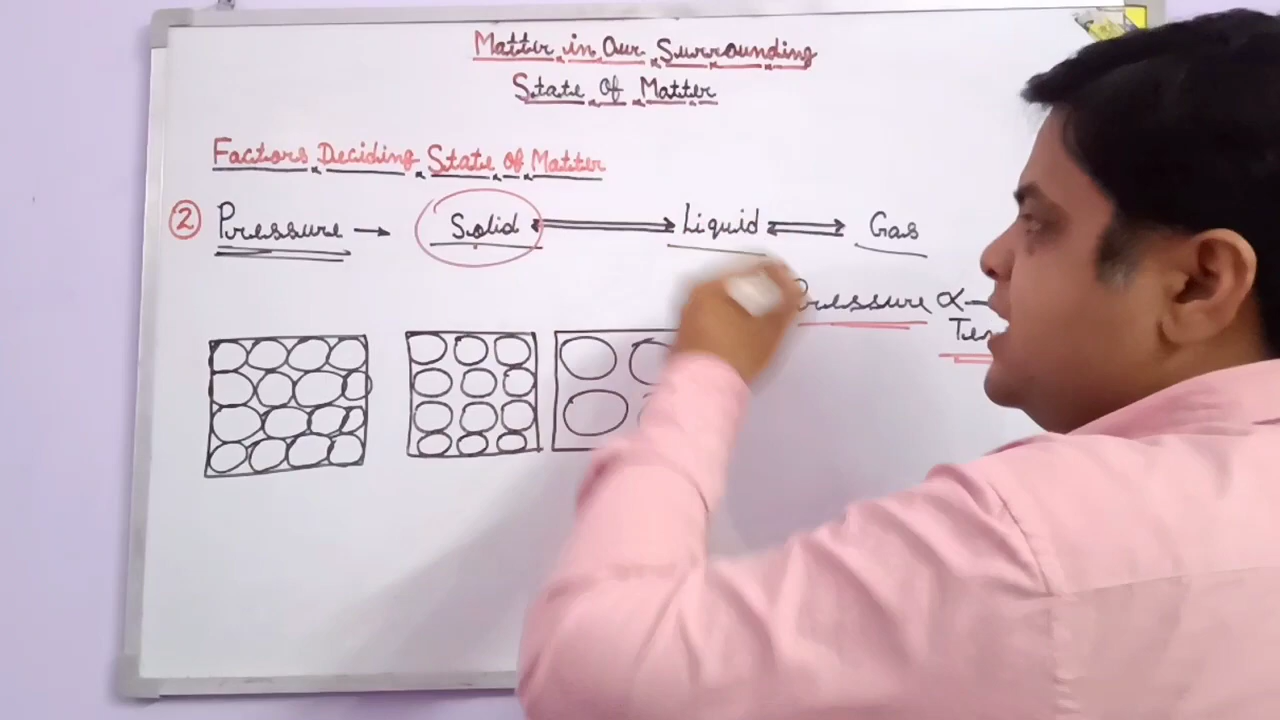 Matter in Our Surrounding
State Of Matter
Factors Deciding State of Matter
② Pressure → Solid ⇌ Liquid ⇌ Gas
Pressure ∝